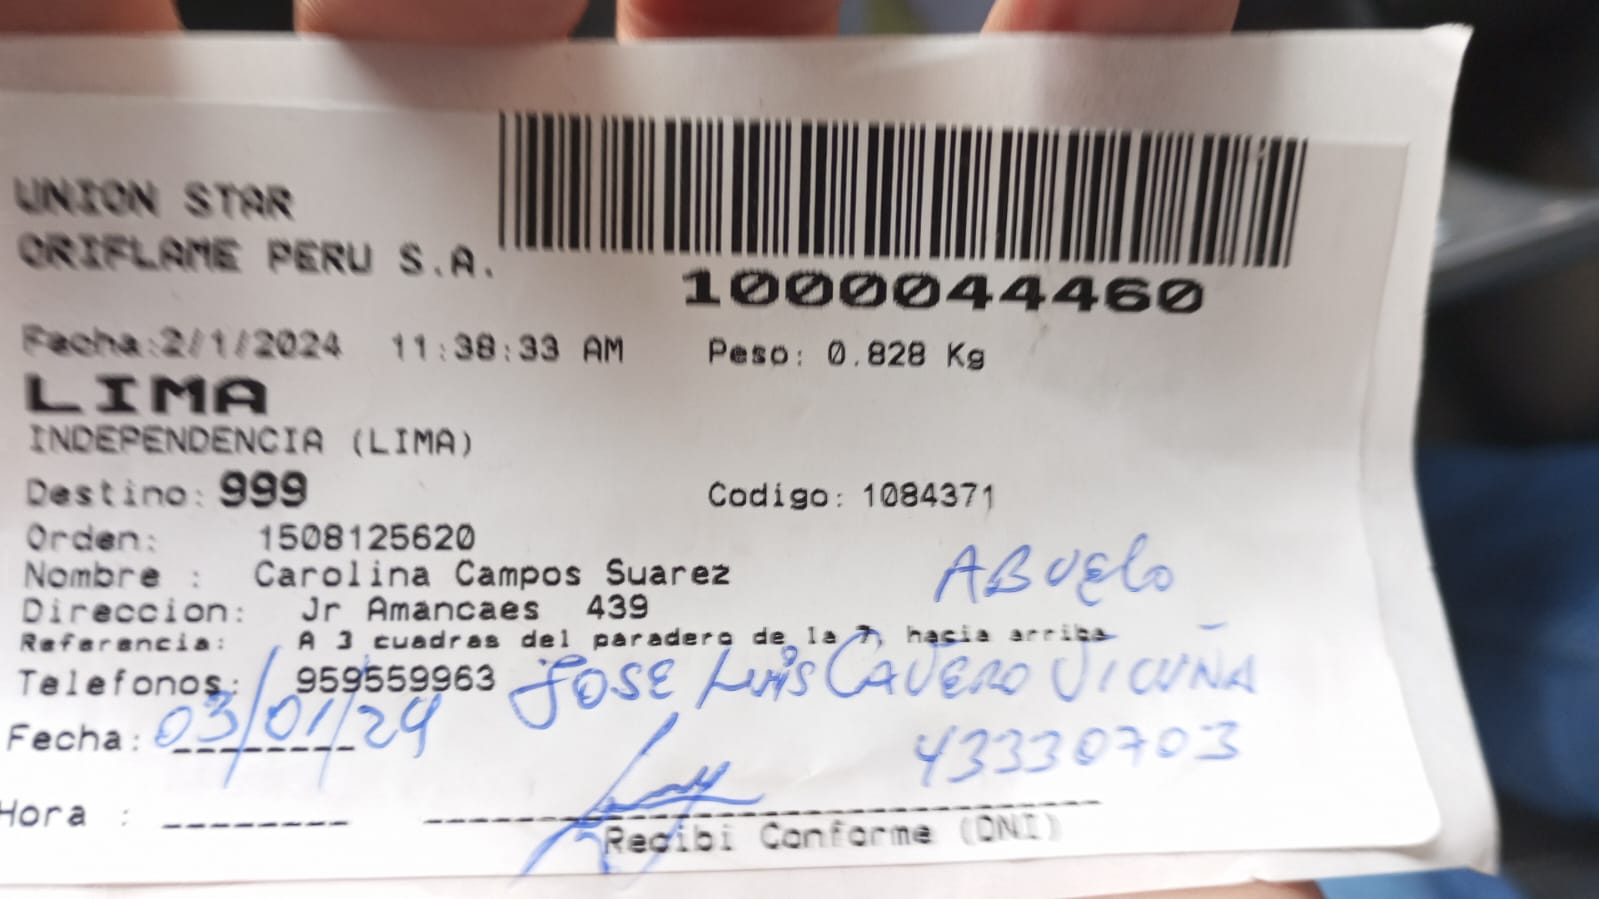 UNION STAR
ORIFLAME PERU S.A.
1000044460
Fecha:2/1/2024 11:38:33 AM Peso: 0.828 Kg
LIMA
INDEPENDENCIA (LIMA)
Destino: 999 Codigo: 1084371
Orden: 1508125620
Nombre : Carolina Campos Suarez
ABUELO
Direccion: Jr Amancaes 439
Referencia: A 3 cuadras del paradero de la 7, hacia arriba
Telefonos: 959559963 JOSE LUIS CAVERO VICUÑA
Fecha: 03/01/24 43330703
Hora :
Recibi Conforme (DNI)